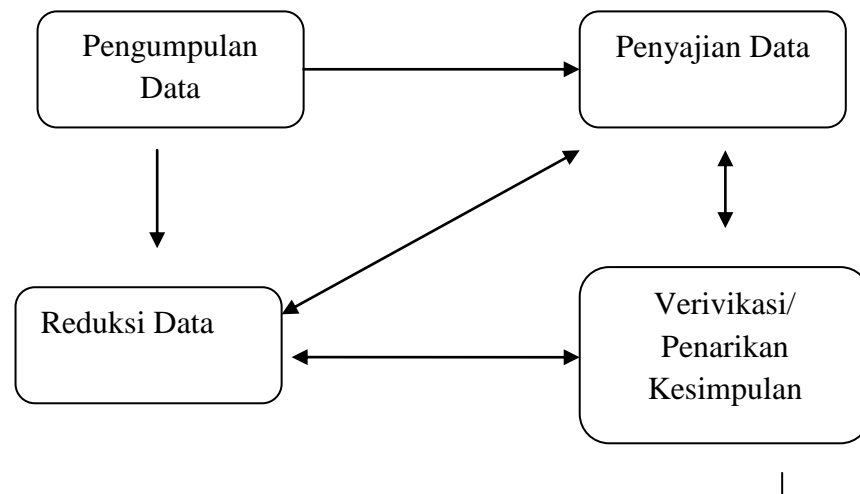 Pengumpulan
Data
Penyajian Data
Reduksi Data
Verivikasi/
Penarikan
Kesimpulan